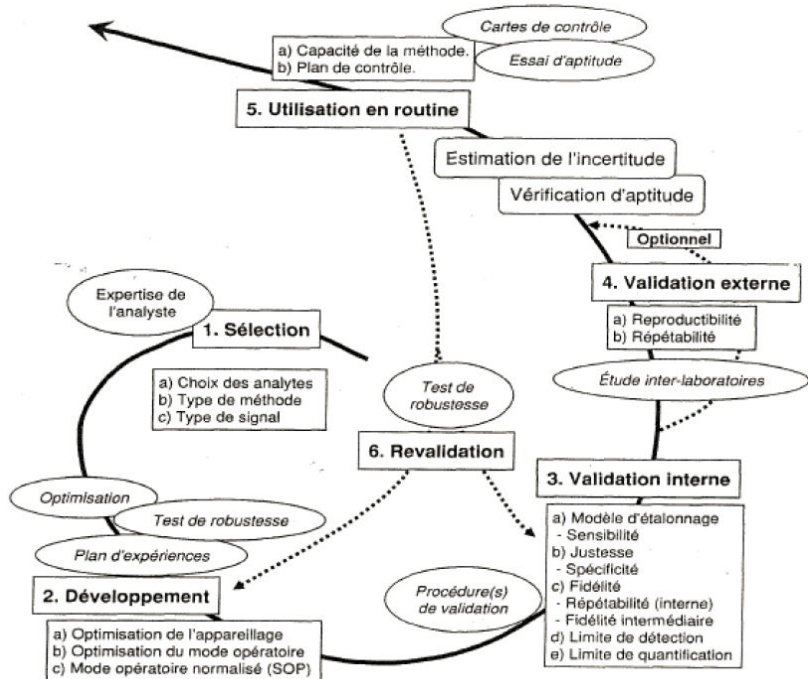 Cartes de contrôle
a) Capacité de la méthode.
b) Plan de contrôle.
Essai d'aptitude
5. Utilisation en routine
Estimation de l'incertitude
Vérification d'aptitude
Optionnel
4. Validation externe
a) Reproductibilité
b) Répétabilité
Étude inter-laboratoires
Expertise de
l'analyste
1. Sélection
a) Choix des analytes
b) Type de méthode
c) Type de signal
Test de
robustesse
6. Revalidation
3. Validation interne
a) Modèle d'étalonnage
- Sensibilité
b) Justesse
- Spécificité
c) Fidélité
- Répétabilité (interne)
- Fidélité intermédiaire
d) Limite de détection
e) Limite de quantification
Optimisation
Test de robustesse
Plan d'expériences
2. Développement
a) Optimisation de l'appareillage
b) Optimisation du mode opératoire
c) Mode opératoire normalisé (SOP)
Procédure(s)
de validation